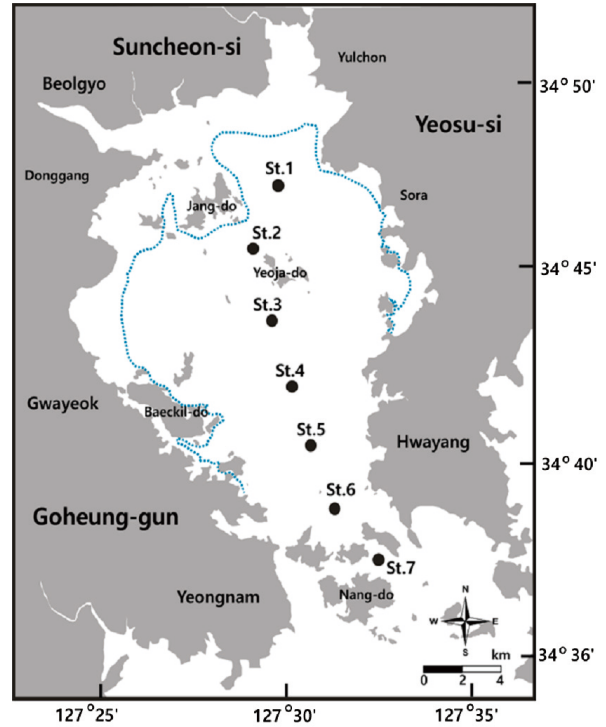 Suncheon-si
Yulchon
Beolgyo
34° 50'
Yeosu-si
Donggang
St.1
Sora
Jang-do
St.2
34° 45'
Yeoja-do
St.3
St.4
Gwayeok
Baeckil-do
St.5
Hwayang
34° 40'
St.6
Goheung-gun
St.7
Yeongnam
Nang-do
N
W E
S
km
0 2 4
34° 36'
127° 25'
127° 30'
127° 35'